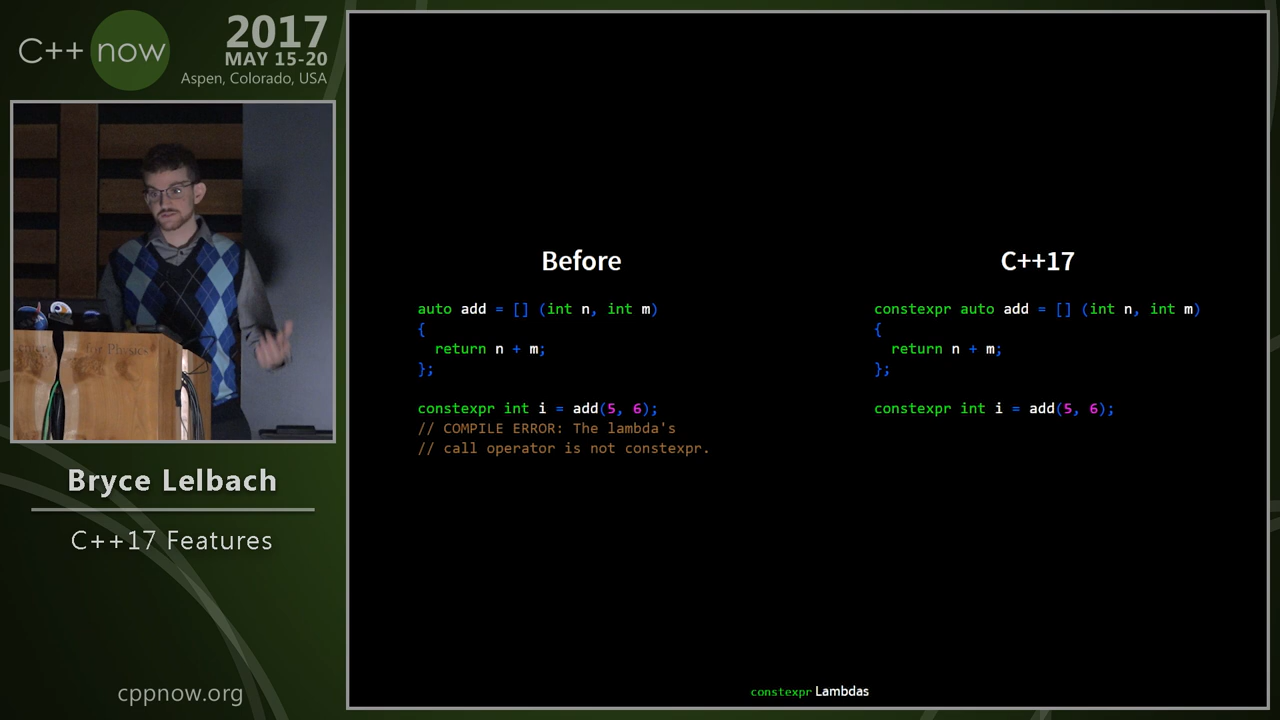 C++ now
2017
MAY 15-20
Aspen, Colorado, USA
for Physics
Bryce Lelbach
C++17 Features
cppnow.org
Before
auto add = [] (int n, int m)
{
  return n + m;
};
constexpr int i = add(5, 6);
// COMPILE ERROR: The lambda's
// call operator is not constexpr.
C++17
constexpr auto add = [] (int n, int m)
{
  return n + m;
};
constexpr int i = add(5, 6);
constexpr Lambdas